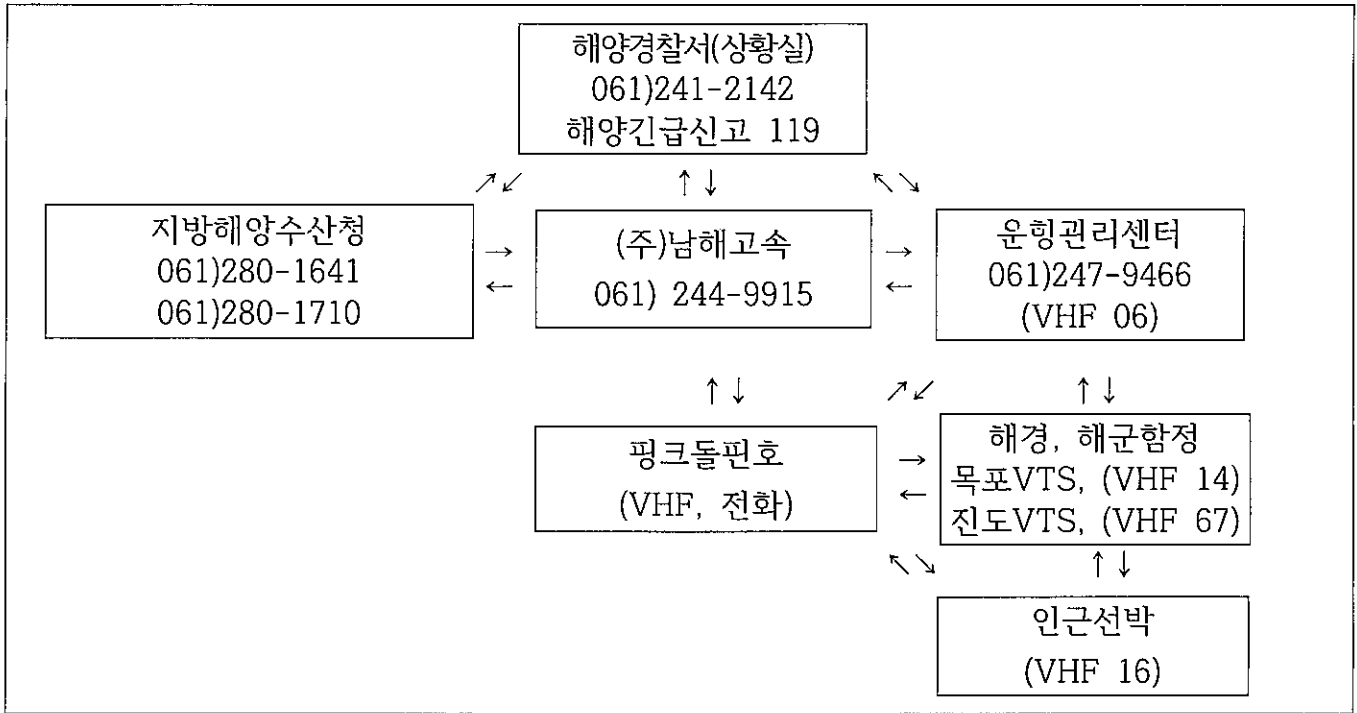 해양경찰서(상황실)
061)241-2142
해양긴급신고 119
↗↙ ↑↓ ↖↘
지방해양수산청
061)280-1641
061)280-1710
→
←
(주)남해고속
061) 244-9915
→
←
운항관리센터
061)247-9466
(VHF 06)
↑↓ ↗↙ ↑↓
핑크돌핀호
(VHF, 전화)
→
←
해경, 해군함정
목포VTS, (VHF 14)
진도VTS, (VHF 67)
↖↘ ↑↓
인근선박
(VHF 16)